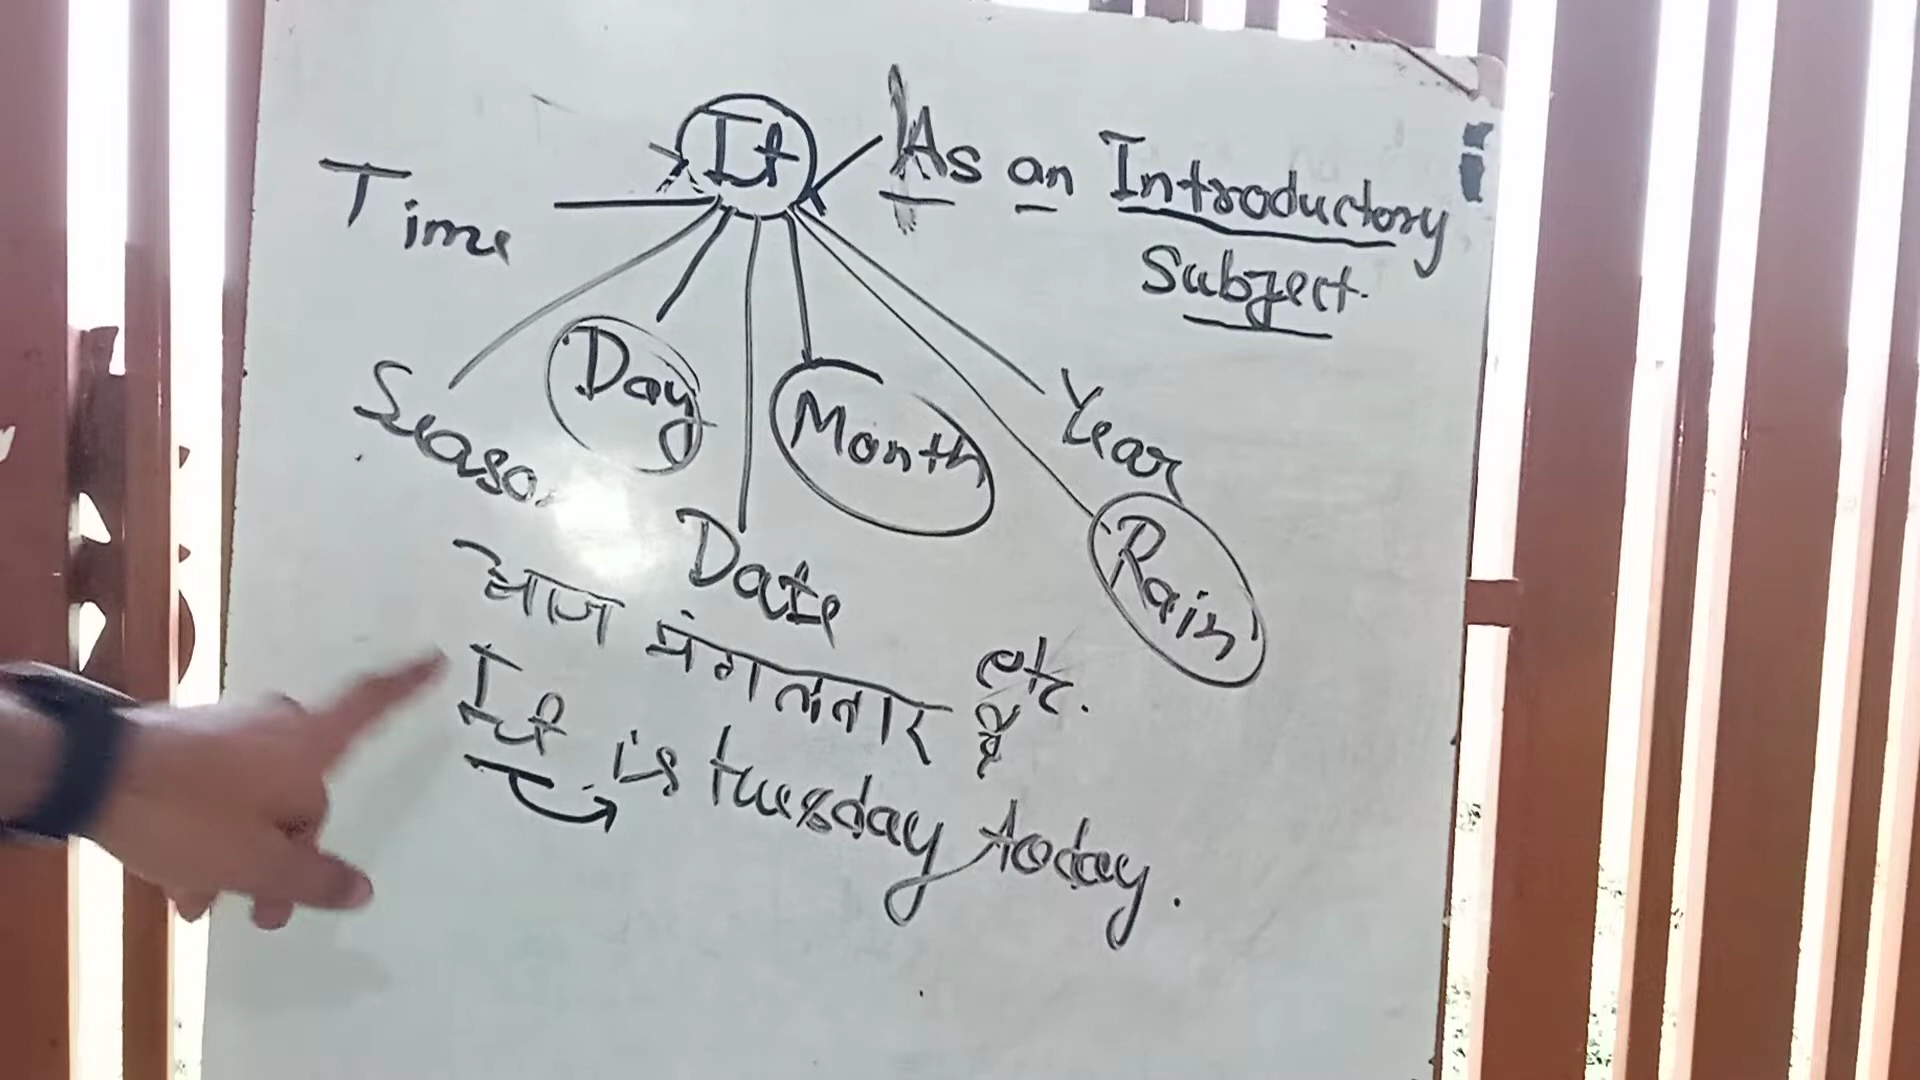 It
As an Introductory
Subject.
Time
Season
Day
Date
Month
Year
Rain
etc.
आज मंगलवार है
It is tuesday today.